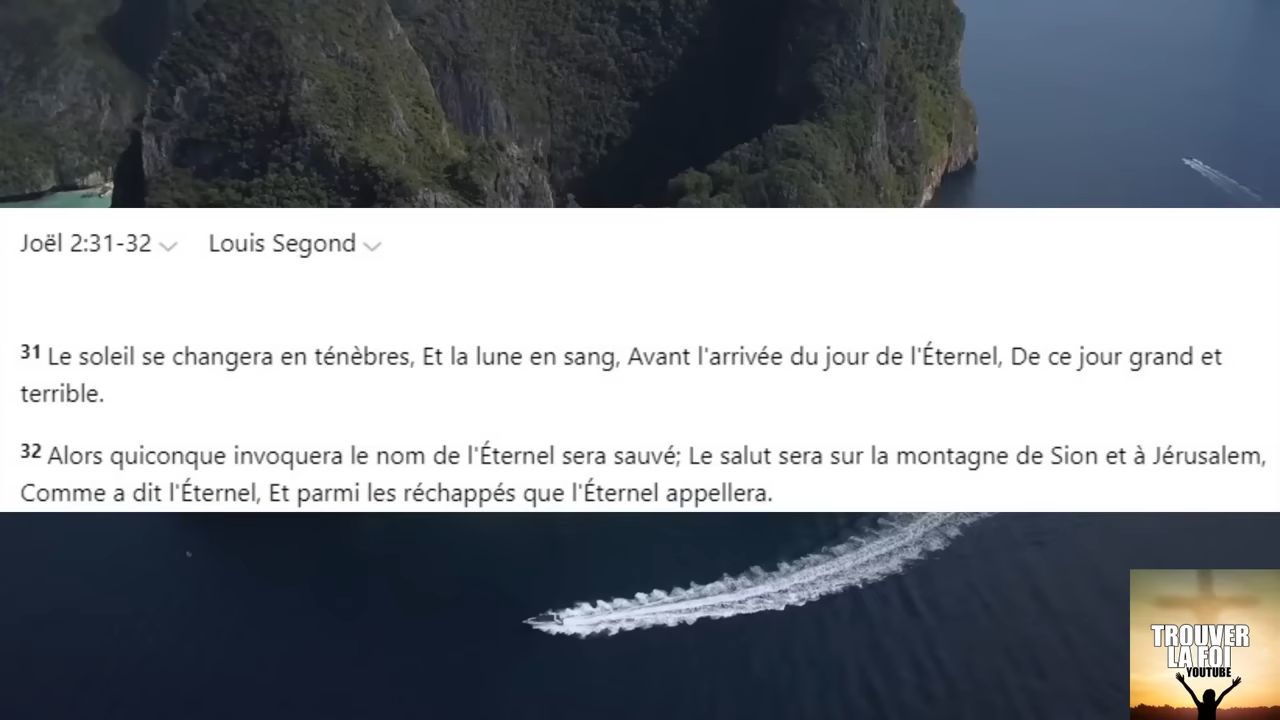 Joël 2:31-32 Louis Segond
31 Le soleil se changera en ténèbres, Et la lune en sang, Avant l'arrivée du jour de l'Éternel, De ce jour grand et
terrible.
32 Alors quiconque invoquera le nom de l'Éternel sera sauvé; Le salut sera sur la montagne de Sion et à Jérusalem,
Comme a dit l'Éternel, Et parmi les réchappés que l'Éternel appellera.
TROUVER
LA FOI
YOUTUBE